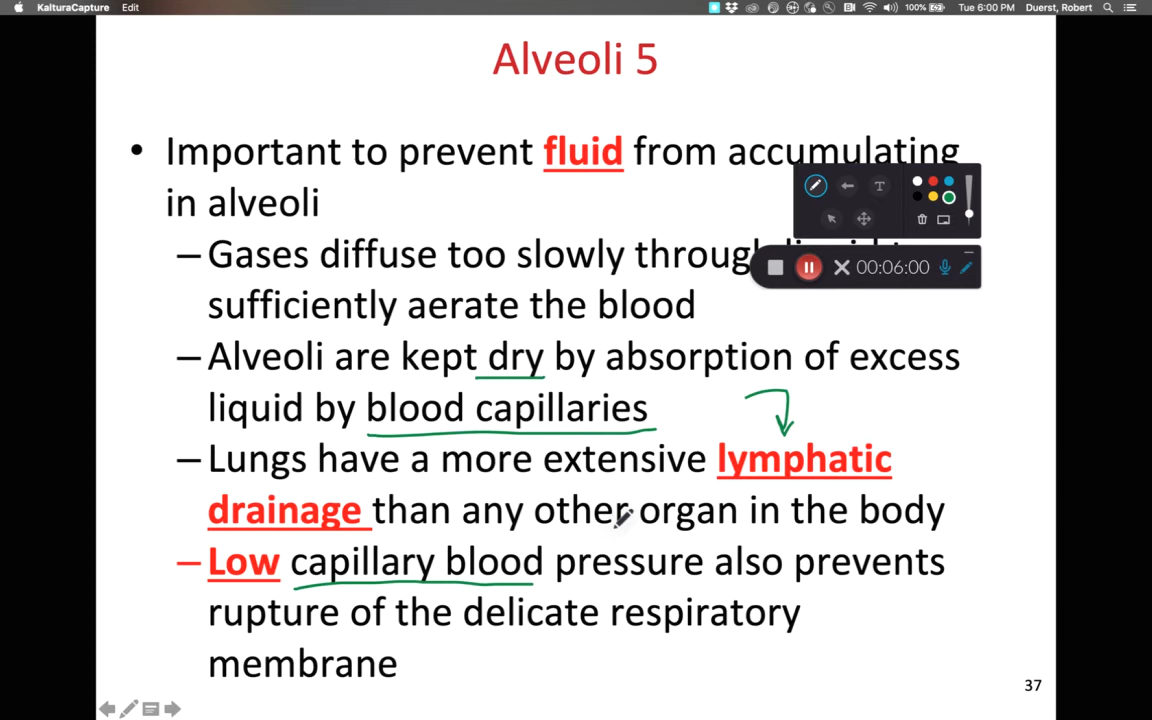 KalturaCapture Edit 100% Tue 6:00 PM Duerst, Robert
Alveoli 5
• Important to prevent fluid from accumulating
in alveoli
– Gases diffuse too slowly through
sufficiently aerate the blood
T
00:06:00
– Alveoli are kept dry by absorption of excess
liquid by blood capillaries
– Lungs have a more extensive lymphatic
drainage than any other organ in the body
– Low capillary blood pressure also prevents
rupture of the delicate respiratory
membrane
37